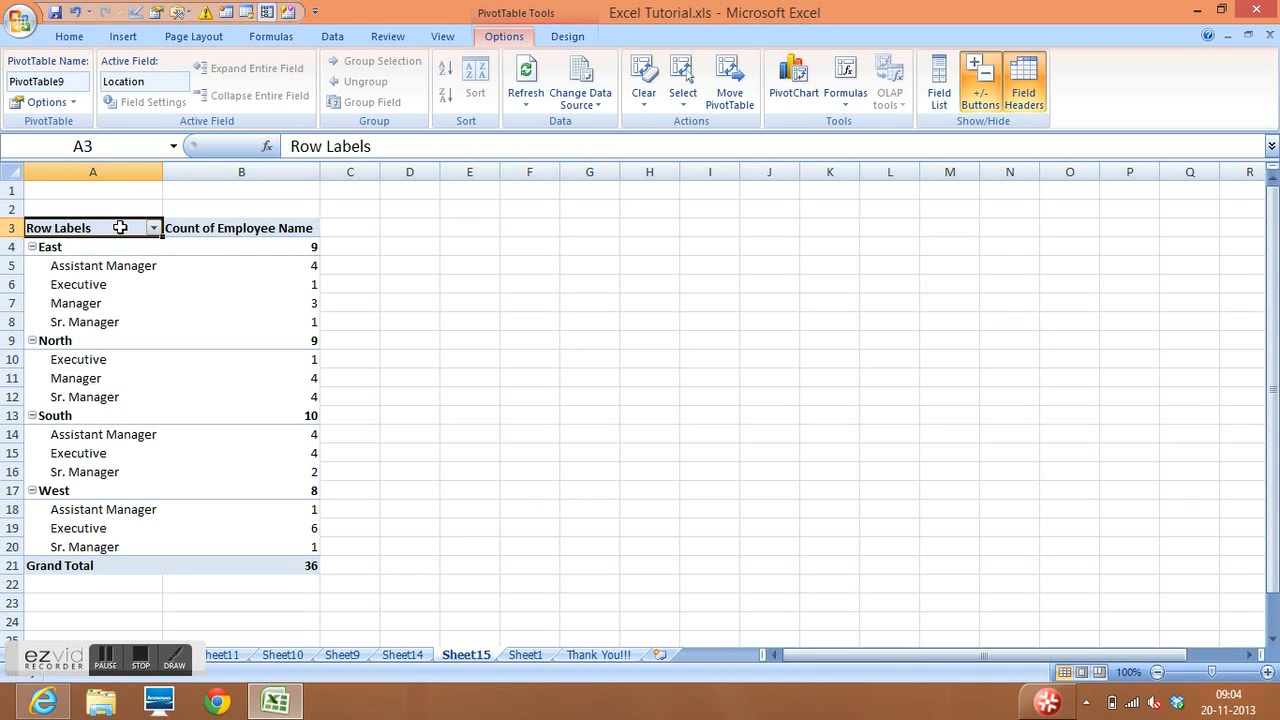 PivotTable Tools
Excel Tutorial.xls - Microsoft Excel
Home Insert Page Layout Formulas Data Review View Options Design
PivotTable Name: Active Field:
PivotTable9 Location
Options Field Settings
Expand Entire Field
Collapse Entire Field
Group Selection
Ungroup
Group Field
Sort
Refresh Change Data Source
Clear Select Move PivotTable
PivotChart Formulas OLAP tools
Field List +/- Buttons Field Headers
PivotTable Active Field Group Sort Data Actions Tools Show/Hide
A3 fx Row Labels
A B C D E F G H I J K L M N O P Q R
1
2
3 Row Labels Count of Employee Name
4 East 9
5 Assistant Manager 4
6 Executive 1
7 Manager 3
8 Sr. Manager 1
9 North 9
10 Executive 1
11 Manager 4
12 Sr. Manager 4
13 South 10
14 Assistant Manager 4
15 Executive 4
16 Sr. Manager 2
17 West 8
18 Assistant Manager 1
19 Executive 6
20 Sr. Manager 1
21 Grand Total 36
22
23
24
25
ezvid RECORDER PAUSE STOP DRAW
Sheet11 Sheet10 Sheet9 Sheet14 Sheet15 Sheet1 Thank You!!!
100%
Lenovo
09:04
20-11-2013